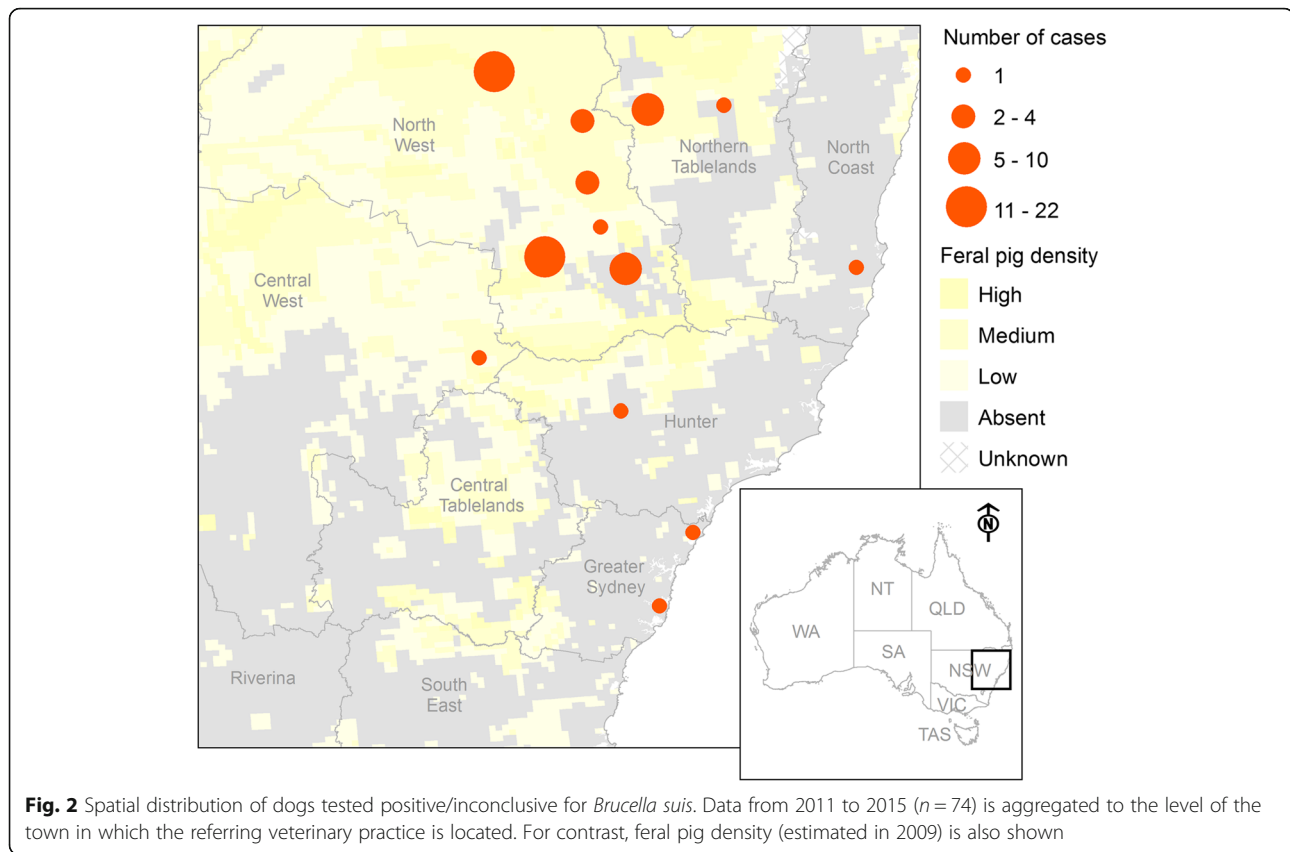 Number of cases
1
2 - 4
5 - 10
11 - 22
Feral pig density
High
Medium
Low
Absent
Unknown
North
West
Northern
Tablelands
North
Coast
Central
West
Hunter
Central
Tablelands
Greater
Sydney
Riverina
South
East
N
NT
QLD
WA
SA
NSW
VIC
TAS
Fig. 2 Spatial distribution of dogs tested positive/inconclusive for Brucella suis. Data from 2011 to 2015 (n = 74) is aggregated to the level of the
town in which the referring veterinary practice is located. For contrast, feral pig density (estimated in 2009) is also shown